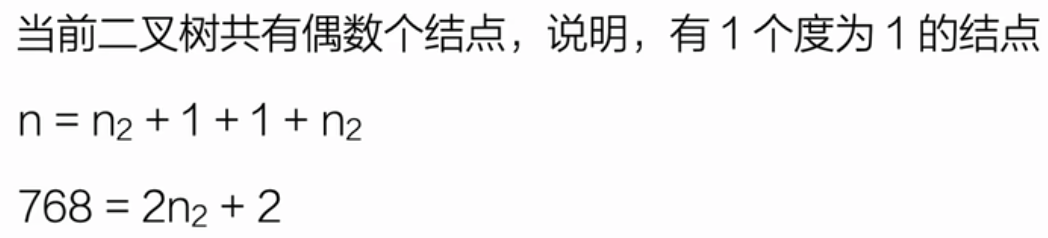 当前二叉树共有偶数个结点，说明，有 1 个度为 1 的结点
n = n₂ + 1 + 1 + n₂
768 = 2n₂ + 2